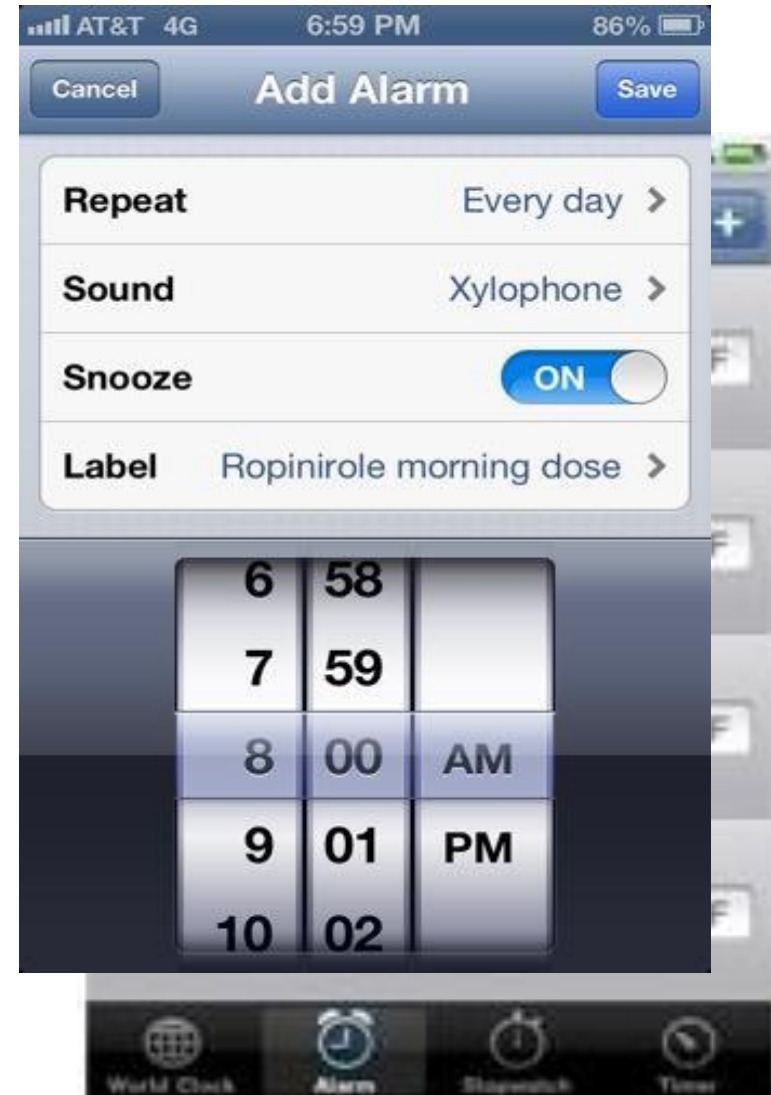 AT&T 4G 6:59 PM 86%
Cancel Add Alarm Save
Repeat Every day >
Sound Xylophone >
Snooze ON
Label Ropinirole morning dose >
6 58
7 59
8 00 AM
9 01 PM
10 02
+
World Clock Alarm Stopwatch Timer